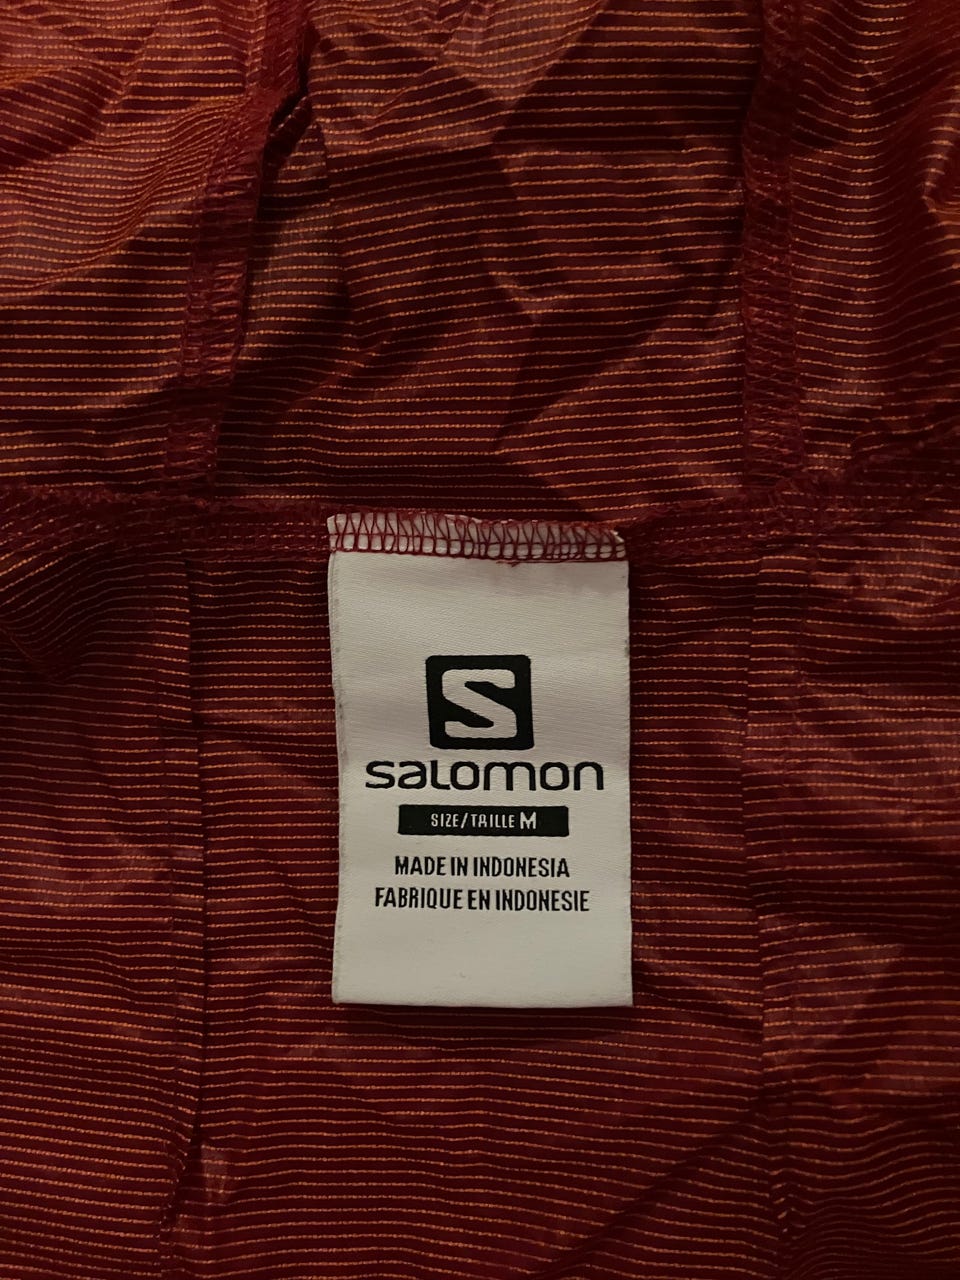 S
salomon
SIZE/TAILLE M
MADE IN INDONESIA
FABRIQUE EN INDONESIE